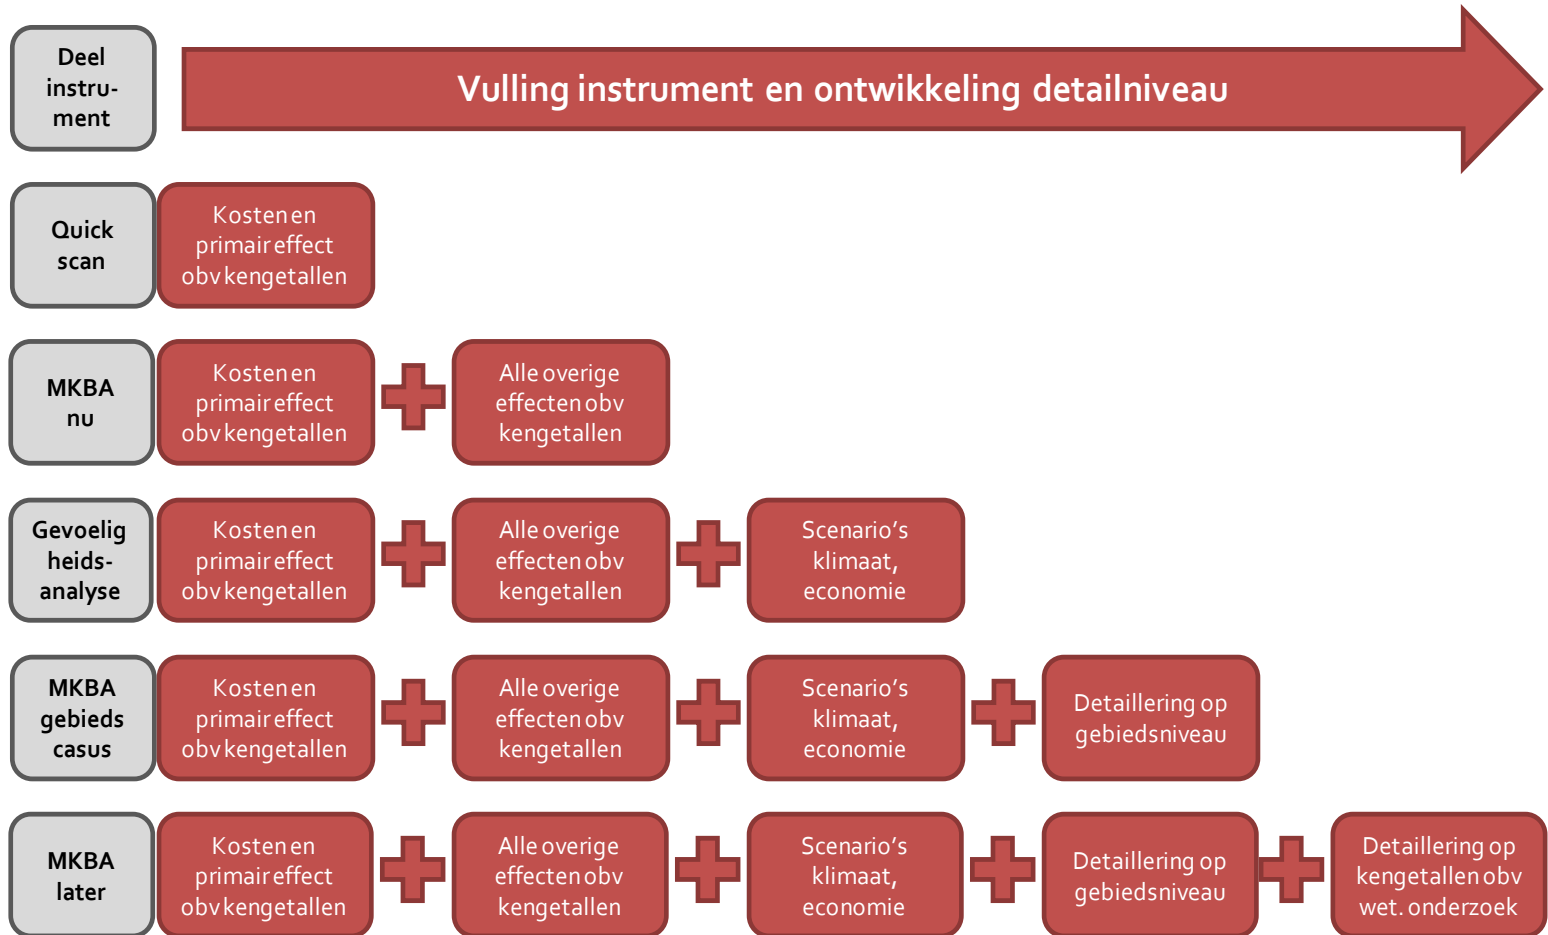 Deel
instru-
ment
Vulling instrument en ontwikkeling detailniveau
Quick
scan
Kosten en
primair effect
obv kengetallen
MKBA
nu
Kosten en
primair effect
obv kengetallen
Alle overige
effecten obv
kengetallen
Gevoelig
heids-
analyse
Kosten en
primair effect
obv kengetallen
Alle overige
effecten obv
kengetallen
Scenario's
klimaat,
economie
MKBA
gebieds
casus
Kosten en
primair effect
obv kengetallen
Alle overige
effecten obv
kengetallen
Scenario's
klimaat,
economie
Detaillering op
gebiedsniveau
MKBA
later
Kosten en
primair effect
obv kengetallen
Alle overige
effecten obv
kengetallen
Scenario's
klimaat,
economie
Detaillering op
gebiedsniveau
Detaillering op
kengetallen obv
wet. onderzoek